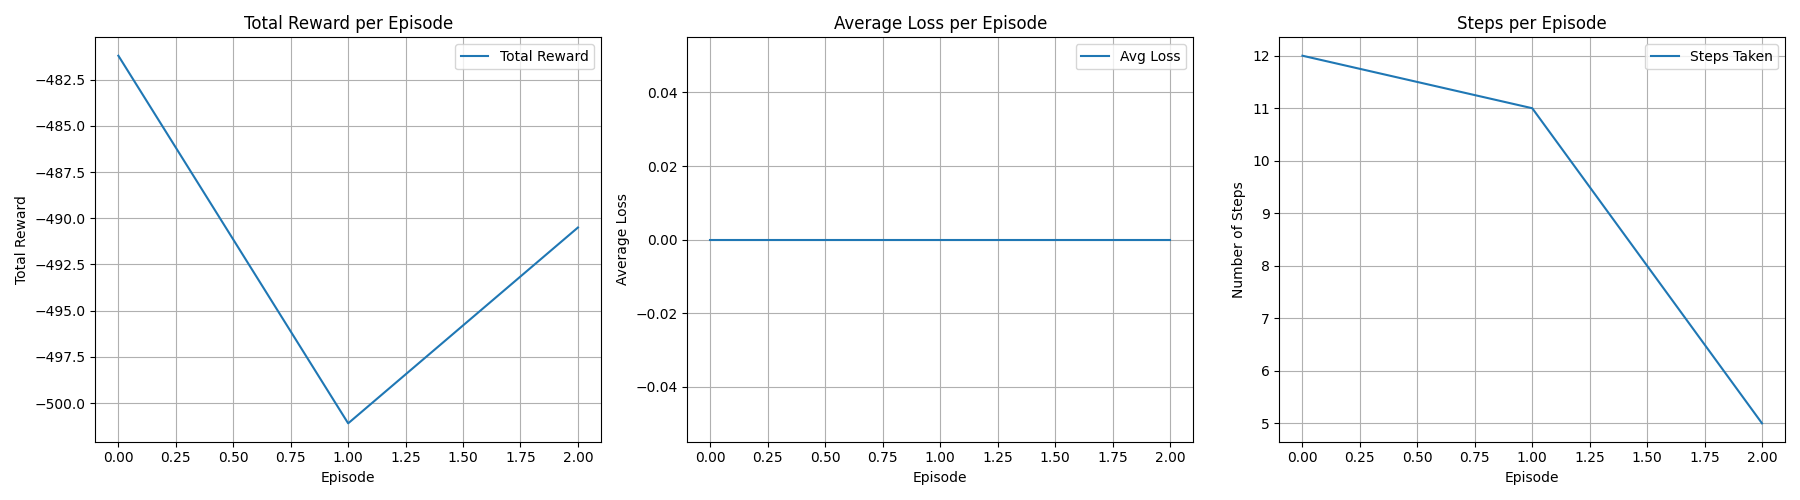 Total Reward per Episode
Total Reward
−482.5
−485.0
−487.5
−490.0
−492.5
−495.0
−497.5
−500.0
Total Reward
0.00 0.25 0.50 0.75 1.00 1.25 1.50 1.75 2.00
Episode
Average Loss per Episode
Avg Loss
0.04
0.02
0.00
−0.02
−0.04
Average Loss
0.00 0.25 0.50 0.75 1.00 1.25 1.50 1.75 2.00
Episode
Steps per Episode
Steps Taken
12
11
10
9
8
7
6
5
Number of Steps
0.00 0.25 0.50 0.75 1.00 1.25 1.50 1.75 2.00
Episode